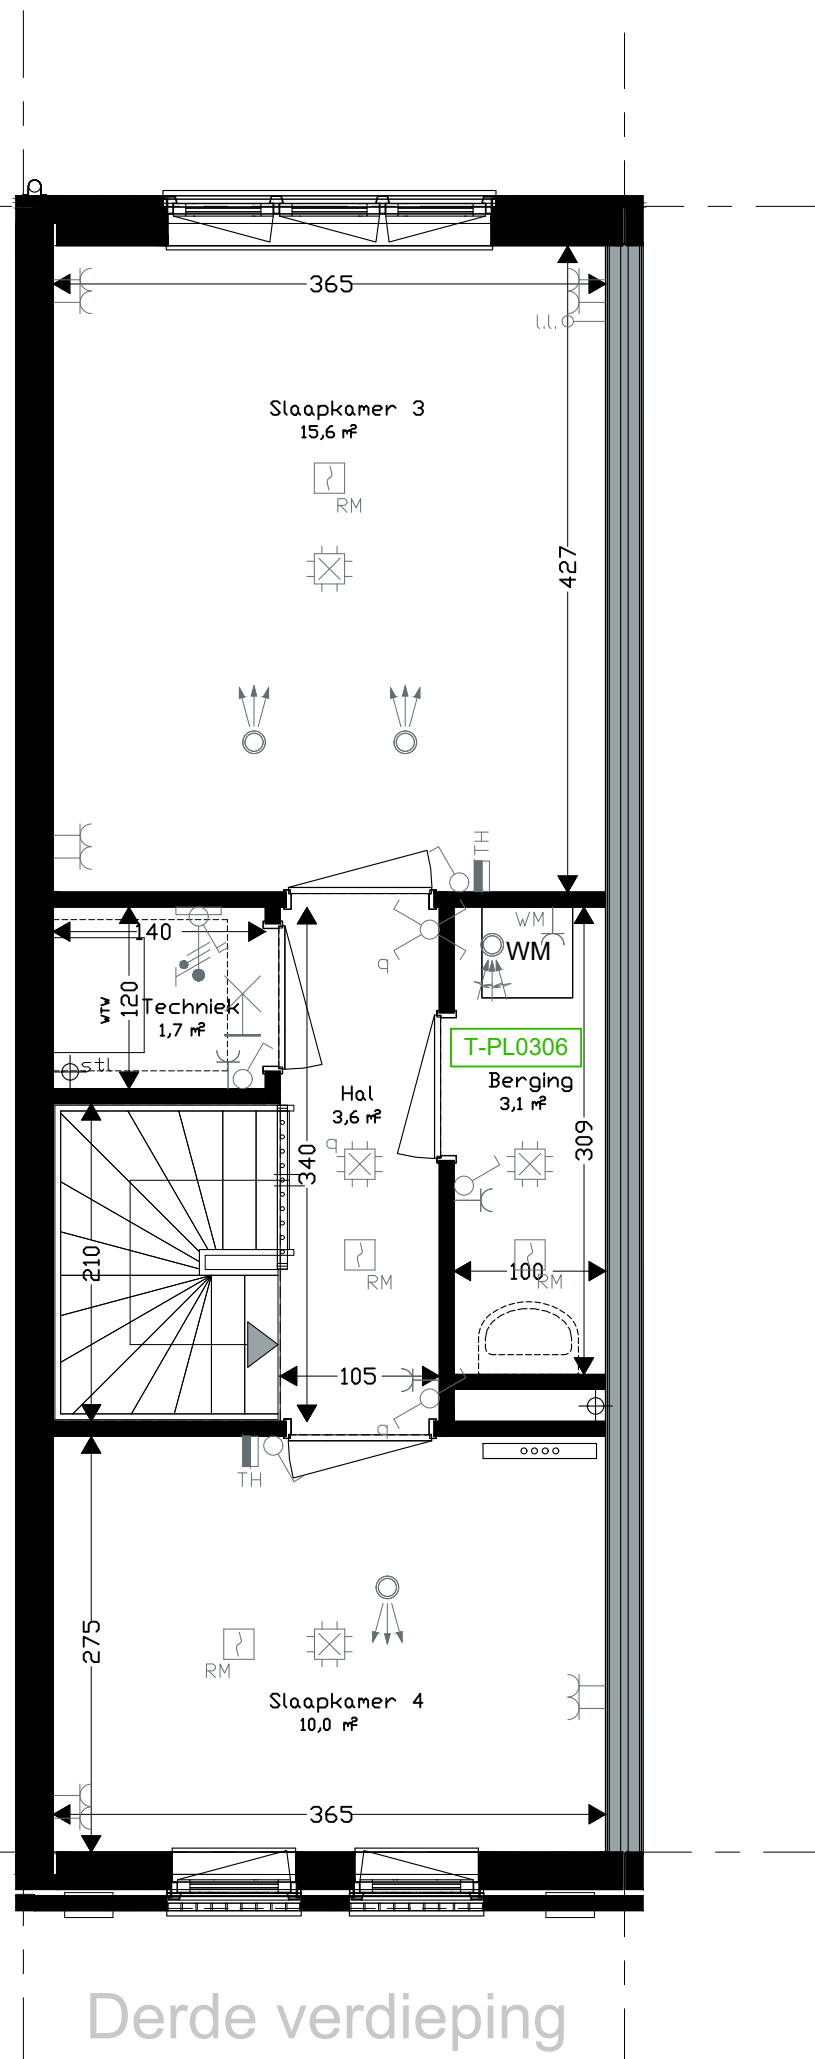 365
l.l.
Slaapkamer 3
15,6 m²
RM
427
TH
140
WM
WM
q
120
WTW
Techniek
1,7 m²
stl
T-PL0306
Berging
3,1 m²
Hal
3,6 m²
q
340
309
210
RM
100
RM
105
q
TH
275
RM
Slaapkamer 4
10,0 m²
365
Derde verdieping